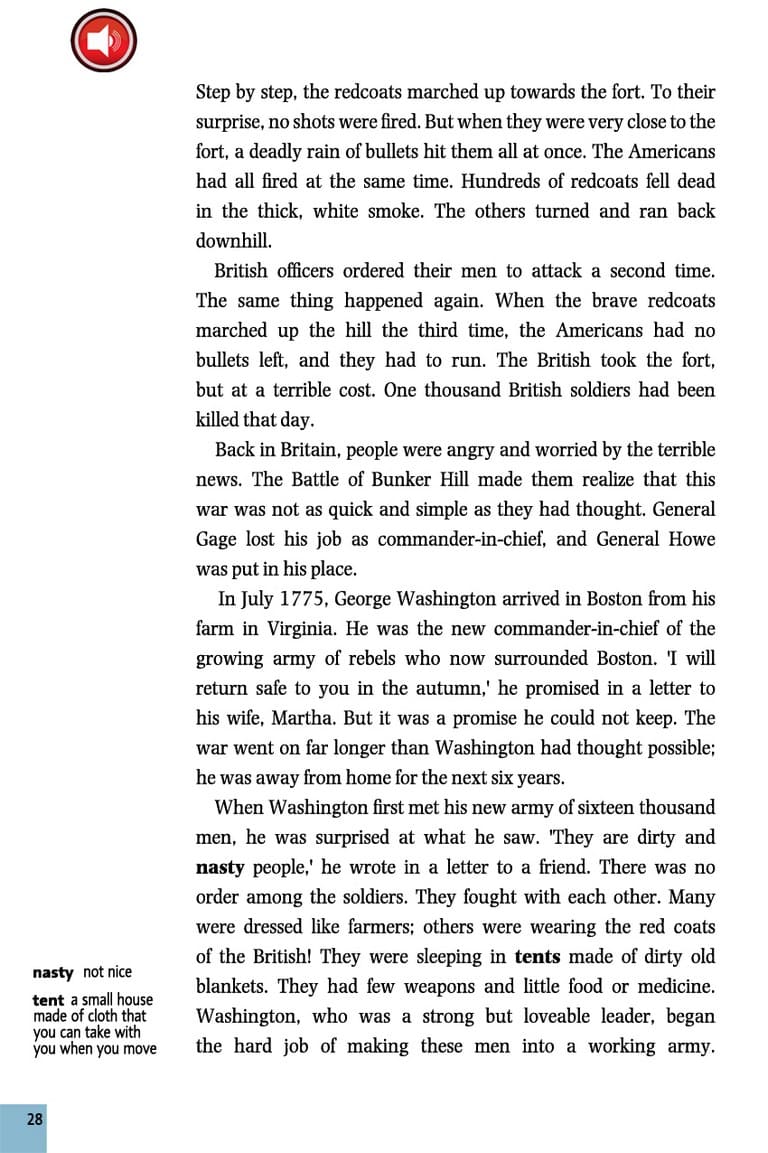 Step by step, the redcoats marched up towards the fort. To their
surprise, no shots were fired. But when they were very close to the
fort, a deadly rain of bullets hit them all at once. The Americans
had all fired at the same time. Hundreds of redcoats fell dead
in the thick, white smoke. The others turned and ran back
downhill.
British officers ordered their men to attack a second time.
The same thing happened again. When the brave redcoats
marched up the hill the third time, the Americans had no
bullets left, and they had to run. The British took the fort,
but at a terrible cost. One thousand British soldiers had been
killed that day.
Back in Britain, people were angry and worried by the terrible
news. The Battle of Bunker Hill made them realize that this
war was not as quick and simple as they had thought. General
Gage lost his job as commander-in-chief, and General Howe
was put in his place.
In July 1775, George Washington arrived in Boston from his
farm in Virginia. He was the new commander-in-chief of the
growing army of rebels who now surrounded Boston. 'I will
return safe to you in the autumn,' he promised in a letter to
his wife, Martha. But it was a promise he could not keep. The
war went on far longer than Washington had thought possible;
he was away from home for the next six years.
When Washington first met his new army of sixteen thousand
men, he was surprised at what he saw. 'They are dirty and
nasty people,' he wrote in a letter to a friend. There was no
order among the soldiers. They fought with each other. Many
were dressed like farmers; others were wearing the red coats
of the British! They were sleeping in tents made of dirty old
blankets. They had few weapons and little food or medicine.
Washington, who was a strong but loveable leader, began
the hard job of making these men into a working army.
nasty not nice
tent a small house
made of cloth that
you can take with
you when you move
28